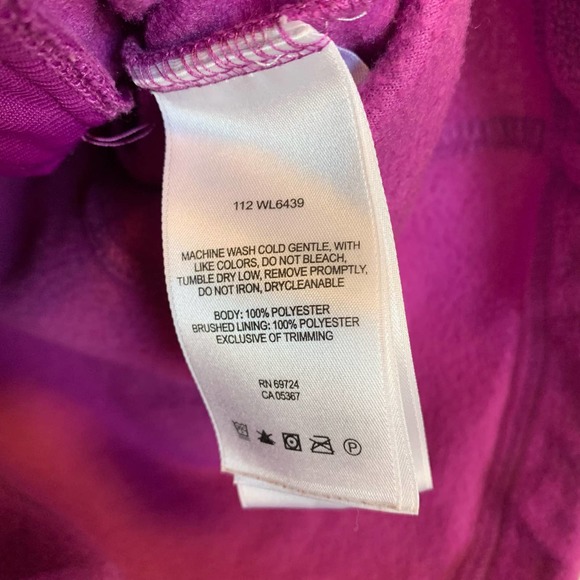 112 WL6439
MACHINE WASH COLD GENTLE, WITH
LIKE COLORS, DO NOT BLEACH,
TUMBLE DRY LOW, REMOVE PROMPTLY,
DO NOT IRON, DRYCLEANABLE
BODY: 100% POLYESTER
BRUSHED LINING: 100% POLYESTER
EXCLUSIVE OF TRIMMING
RN 69724
CA 05367
P